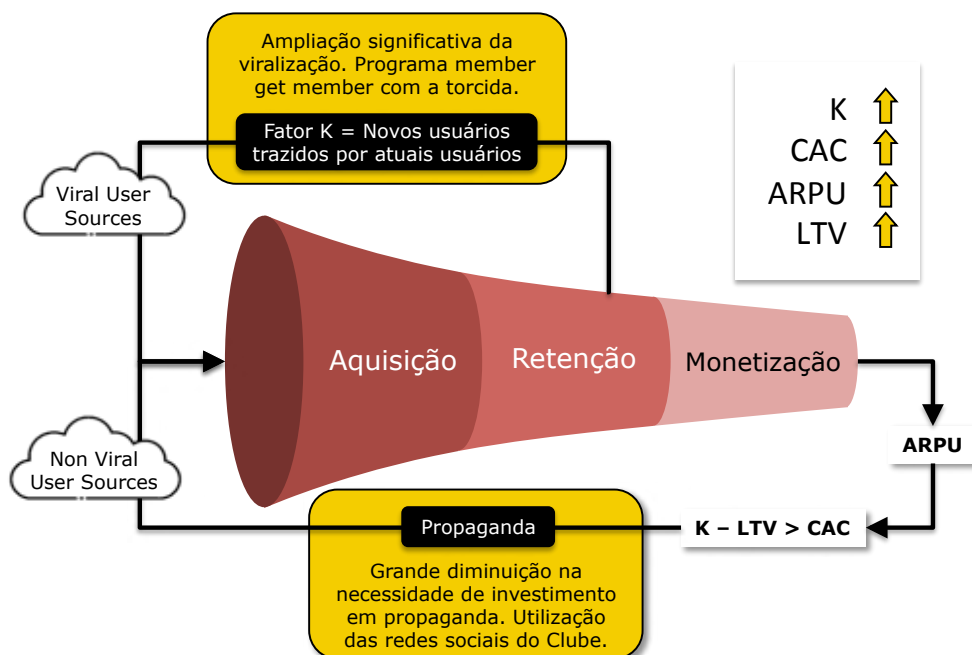 Ampliação significativa da
viralização. Programa member
get member com a torcida.
Fator K = Novos usuários
trazidos por atuais usuários
K
CAC
ARPU
LTV
Viral User
Sources
Aquisição
Retenção
Monetização
Non Viral
User Sources
ARPU
Propaganda
K – LTV > CAC
Grande diminuição na
necessidade de investimento
em propaganda. Utilização
das redes sociais do Clube.